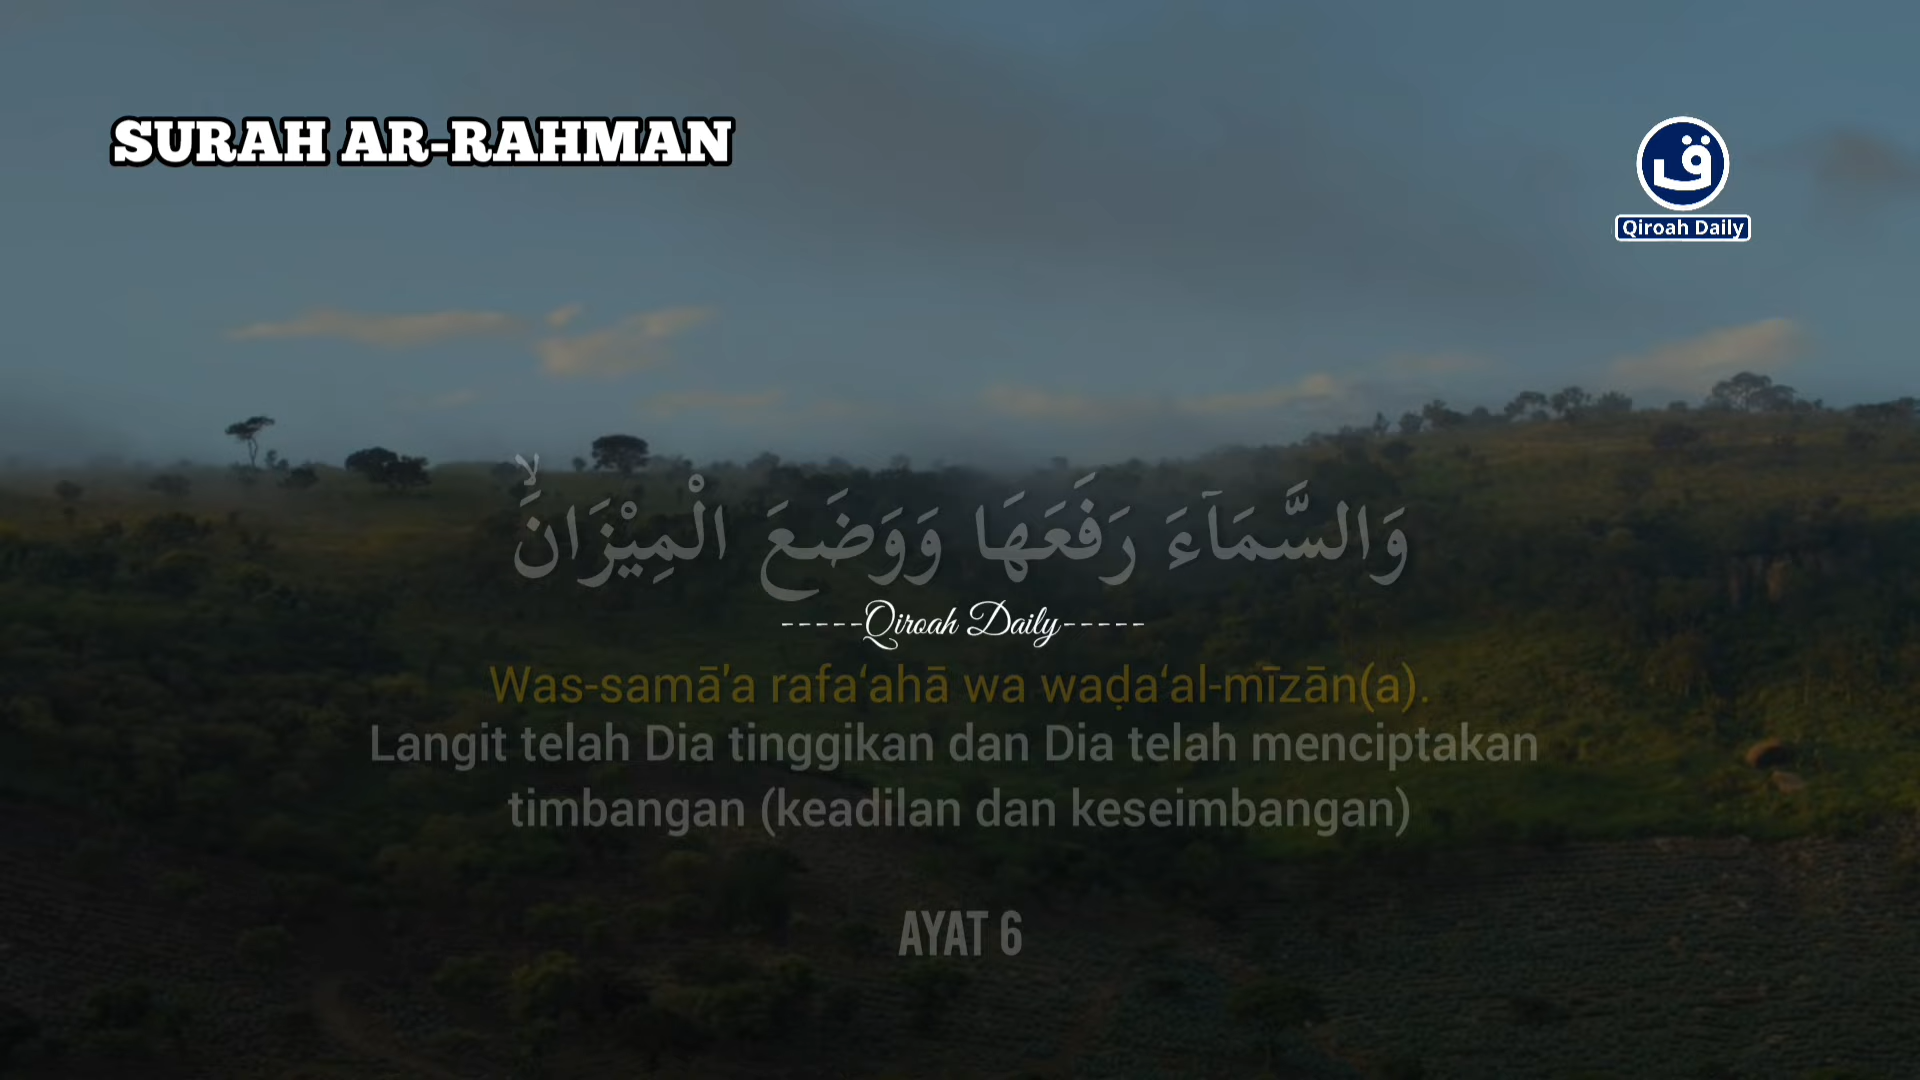 SURAH AR-RAHMAN
ق
Qiroah Daily
وَالسَّمَاۤءَ رَفَعَهَا وَوَضَعَ الْمِيْزَانَۙ
-----Qiroah Daily-----
Was-samā'a rafa‘ahā wa waḍa‘al-mīzān(a).
Langit telah Dia tinggikan dan Dia telah menciptakan
timbangan (keadilan dan keseimbangan)
AYAT 6